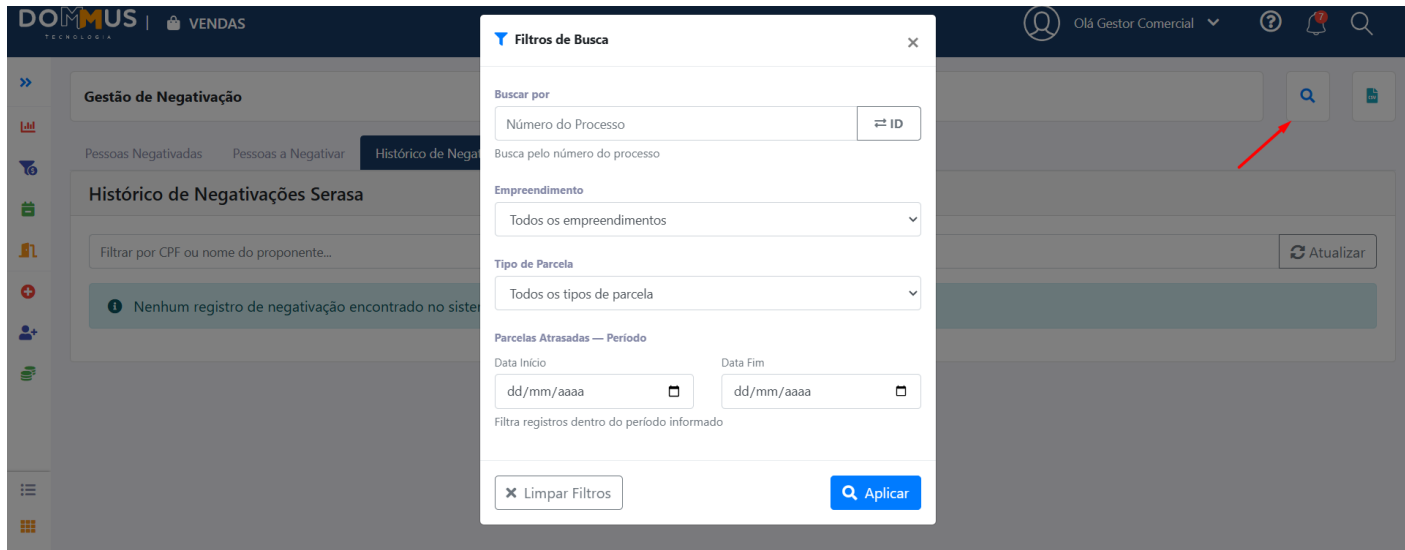 DOMMUS
TECNOLOGIA
VENDAS
Olá Gestor Comercial
7
Gestão de Negativação
Pessoas Negativadas
Pessoas a Negativar
Histórico de Negat
Histórico de Negativações Serasa
Filtrar por CPF ou nome do proponente...
Atualizar
Nenhum registro de negativação encontrado no sister
Filtros de Busca
×
Buscar por
Número do Processo
ID
Busca pelo número do processo
Empreendimento
Todos os empreendimentos
Tipo de Parcela
Todos os tipos de parcela
Parcelas Atrasadas — Período
Data Início
Data Fim
dd/mm/aaaa
dd/mm/aaaa
Filtra registros dentro do período informado
Limpar Filtros
Aplicar